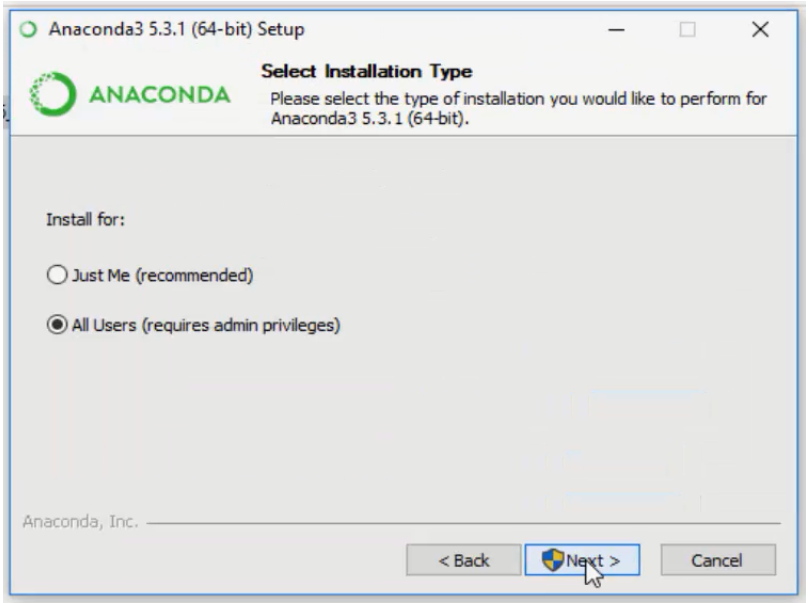 Anaconda3 5.3.1 (64-bit) Setup
ANACONDA
Select Installation Type
Please select the type of installation you would like to perform for
Anaconda3 5.3.1 (64-bit).
Install for:
Just Me (recommended)
All Users (requires admin privileges)
Anaconda, Inc.
< Back
Next >
Cancel